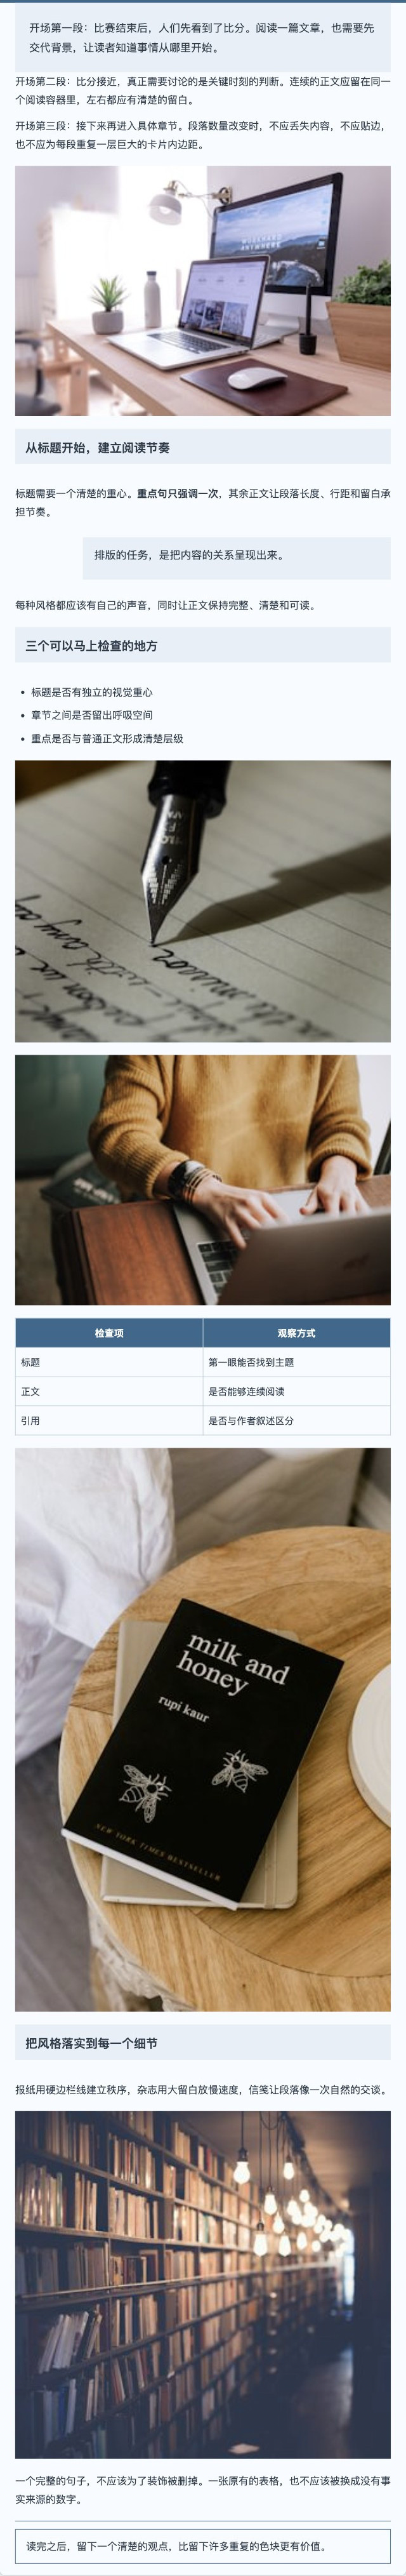 开场第一段：比赛结束后，人们先看到了比分。阅读一篇文章，也需要先
交代背景，让读者知道事情从哪里开始。
开场第二段：比分接近，真正需要讨论的是关键时刻的判断。连续的正文应留在同一
个阅读容器里，左右都应有清楚的留白。
开场第三段：接下来再进入具体章节。段落数量改变时，不应丢失内容，不应贴边，
也不应为每段重复一层巨大的卡片内边距。
从标题开始，建立阅读节奏
标题需要一个清楚的重心。重点句只强调一次，其余正文让段落长度、行距和留白承
担节奏。
排版的任务，是把内容的关系呈现出来。
每种风格都应该有自己的声音，同时让正文保持完整、清楚和可读。
三个可以马上检查的地方
• 标题是否有独立的视觉重心
• 章节之间是否留出呼吸空间
• 重点是否与普通正文形成清楚层级
检查项 观察方式
标题 第一眼能否找到主题
正文 是否能够连续阅读
引用 是否与作者叙述区分
milk and
honey
rupi kaur
NEW YORK TIMES BESTSELLER
把风格落实到每一个细节
报纸用硬边栏线建立秩序，杂志用大留白放慢速度，信笺让段落像一次自然的交谈。
一个完整的句子，不应该为了装饰被删掉。一张原有的表格，也不应该被换成没有事
实来源的数字。
读完之后，留下一个清楚的观点，比留下许多重复的色块更有价值。